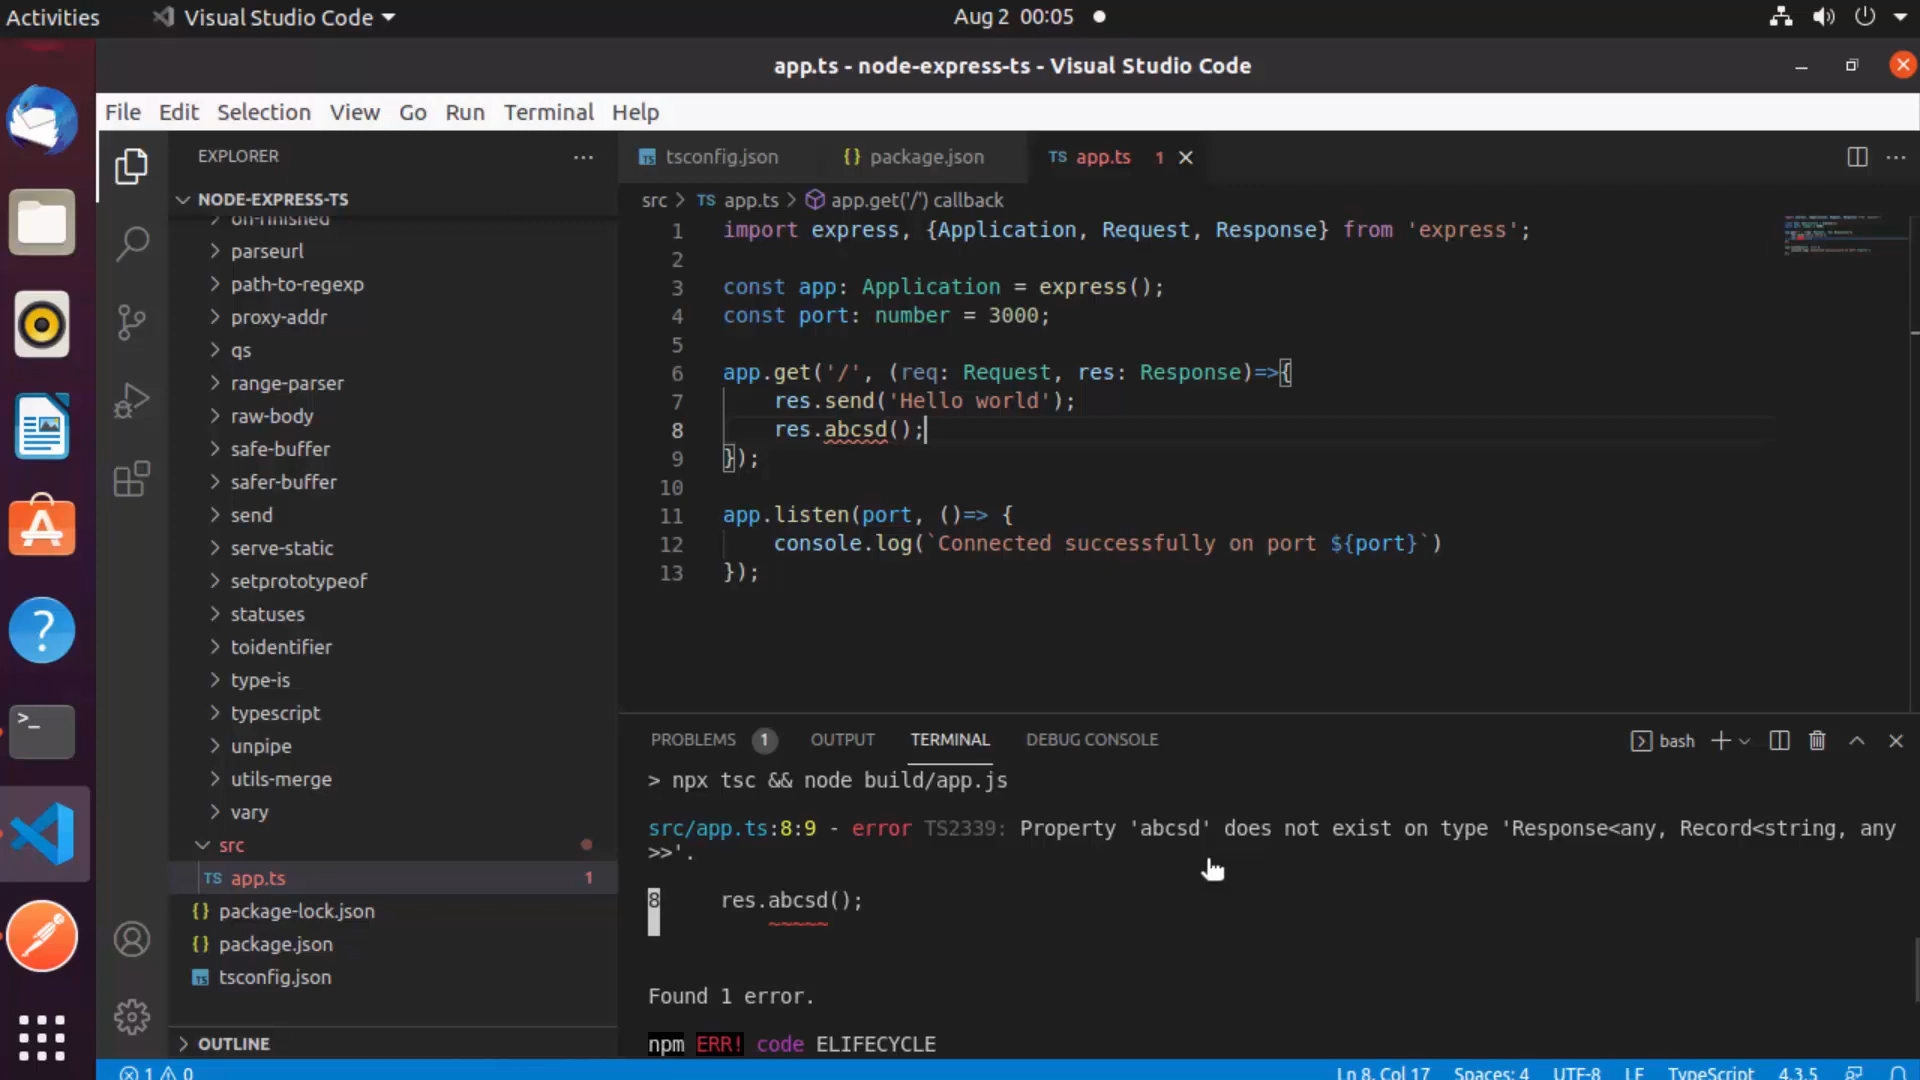 Activities
Visual Studio Code
Aug 2 00:05
app.ts - node-express-ts - Visual Studio Code
File Edit Selection View Go Run Terminal Help
EXPLORER
NODE-EXPRESS-TS
on-finished
parseurl
path-to-regexp
proxy-addr
qs
range-parser
raw-body
safe-buffer
safer-buffer
send
serve-static
setprototypeof
statuses
toidentifier
type-is
typescript
unpipe
utils-merge
vary
src
TS app.ts 1
{} package-lock.json
{} package.json
TS tsconfig.json
OUTLINE
TS tsconfig.json
{} package.json
TS app.ts 1
src > TS app.ts > app.get('/') callback
1 import express, {Application, Request, Response} from 'express';
2
3 const app: Application = express();
4 const port: number = 3000;
5
6 app.get('/', (req: Request, res: Response)=>{
7 res.send('Hello world');
8 res.abcsd();
9 });
10
11 app.listen(port, ()=> {
12 console.log(`Connected successfully on port ${port}`)
13 });
PROBLEMS 1 OUTPUT TERMINAL DEBUG CONSOLE
bash
> npx tsc && node build/app.js
src/app.ts:8:9 - error TS2339: Property 'abcsd' does not exist on type 'Response<any, Record<string, any
>>'.
8 res.abcsd();
~~~~~
Found 1 error.
npm ERR! code ELIFECYCLE
1 0
Ln 8, Col 17 Spaces: 4 UTF-8 LF TypeScript 4.3.5